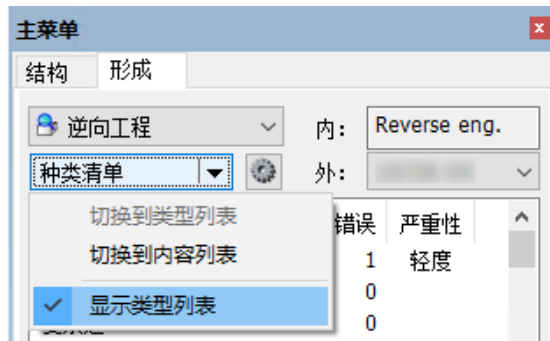 主菜单
结构 形成
逆向工程 内: Reverse eng.
种类清单 外:
切换到类型列表 错误 严重性
切换到内容列表 1 轻度
0
显示类型列表
0